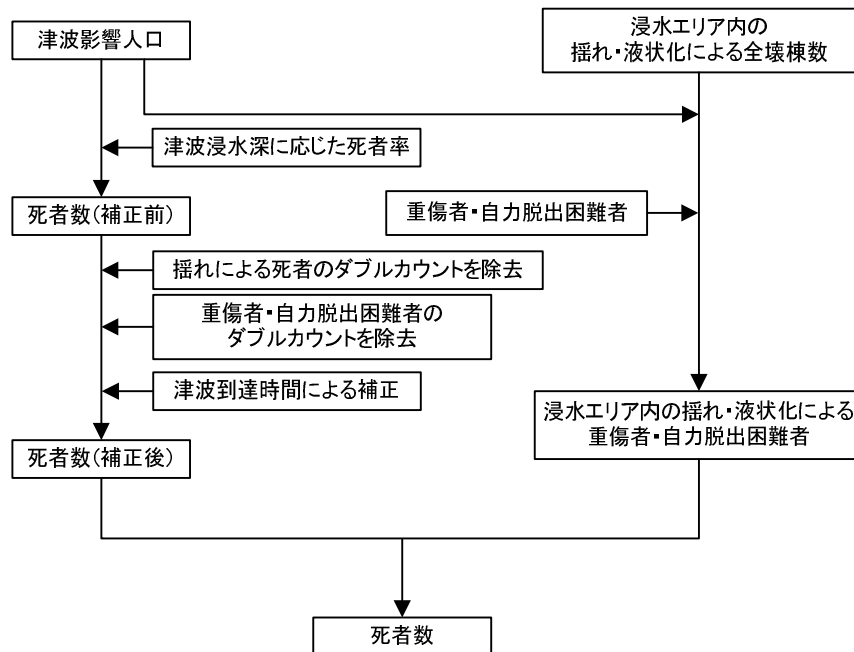 津波影響人口
浸水エリア内の
揺れ・液状化による全壊棟数
津波浸水深に応じた死者率
死者数(補正前)
重傷者・自力脱出困難者
揺れによる死者のダブルカウントを除去
重傷者・自力脱出困難者の
ダブルカウントを除去
津波到達時間による補正
浸水エリア内の揺れ・液状化による
重傷者・自力脱出困難者
死者数(補正後)
死者数